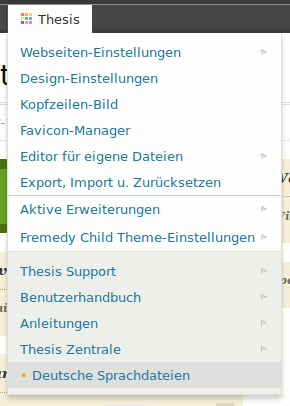 Thesis
Webseiten-Einstellungen
Design-Einstellungen
Kopfzeilen-Bild
Favicon-Manager
Editor für eigene Dateien
Export, Import u. Zurücksetzen
Aktive Erweiterungen
Fremedy Child Theme-Einstellungen
Thesis Support
Benutzerhandbuch
Anleitungen
Thesis Zentrale
• Deutsche Sprachdateien